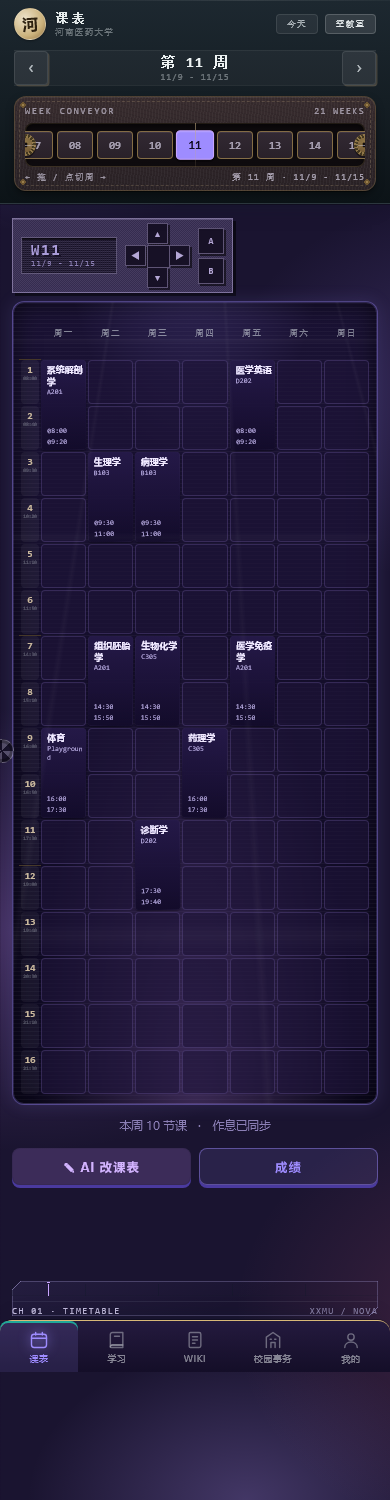 河
课表
河南医药大学
今天
空教室
‹
第 11 周
11/9 - 11/15
›
WEEK CONVEYOR
21 WEEKS
7 08 09 10 11 12 13 14 1
← 拖 / 点切周 →
第 11 周 · 11/9 - 11/15
W11
11/9 - 11/15
A
B
周一 周二 周三 周四 周五 周六 周日
1
系统解剖学
A201
08:00
09:20
医学英语
D202
08:00
09:20
2
3
生理学
B103
09:30
11:00
病理学
B103
09:30
11:00
4
5
6
7
组织胚胎学
A201
14:30
15:50
生物化学
C305
14:30
15:50
医学免疫学
A201
14:30
15:50
8
9
体育
Playground
16:00
17:30
药理学
C305
16:00
17:30
10
11
诊断学
D202
17:30
19:40
12
13
14
15
16
本周 10 节课 · 作息已同步
AI 改课表
成绩
CH 01 · TIMETABLE
XXMU / NOVA
课表
学习
WIKI
校园事务
我的